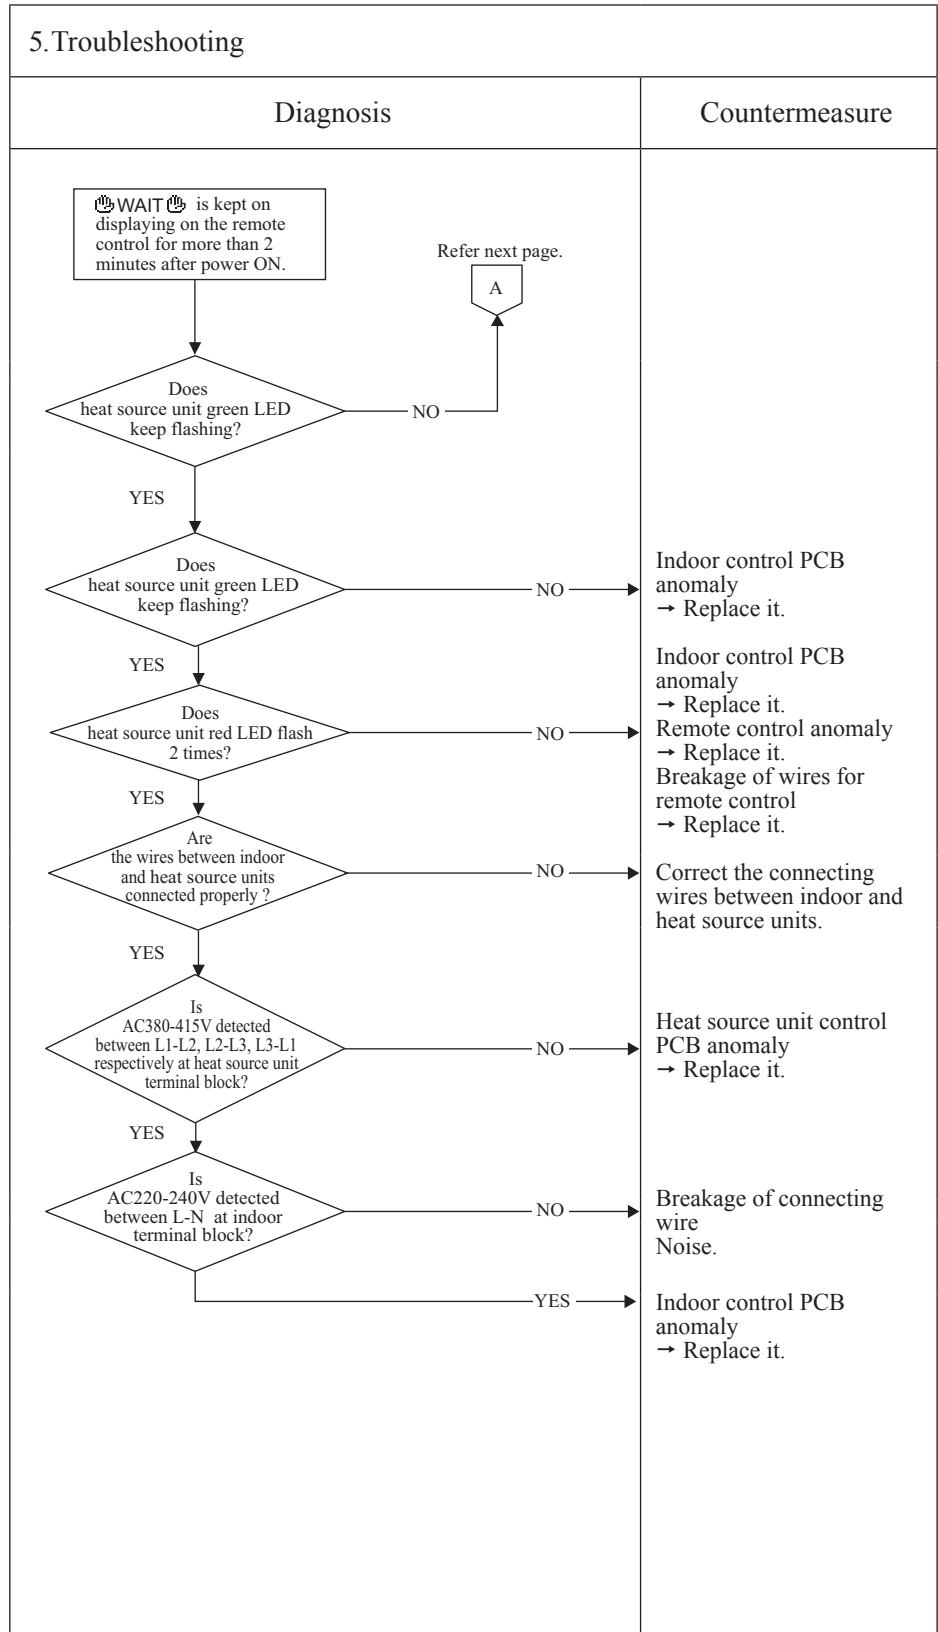 5.Troubleshooting
Diagnosis
Countermeasure
WAIT is kept on
displaying on the remote
control for more than 2
minutes after power ON.
Refer next page.
A
Does
heat source unit green LED
keep flashing?
NO
YES
Does
heat source unit green LED
keep flashing?
NO
Indoor control PCB
anomaly
→ Replace it.
YES
Does
heat source unit red LED flash
2 times?
NO
Indoor control PCB
anomaly
→ Replace it.
Remote control anomaly
→ Replace it.
Breakage of wires for
remote control
→ Replace it.
YES
Are
the wires between indoor
and heat source units
connected properly ?
NO
Correct the connecting
wires between indoor and
heat source units.
YES
Is
AC380-415V detected
between L1-L2, L2-L3, L3-L1
respectively at heat source unit
terminal block?
NO
Heat source unit control
PCB anomaly
→ Replace it.
YES
Is
AC220-240V detected
between L-N at indoor
terminal block?
NO
Breakage of connecting
wire
Noise.
YES
Indoor control PCB
anomaly
→ Replace it.